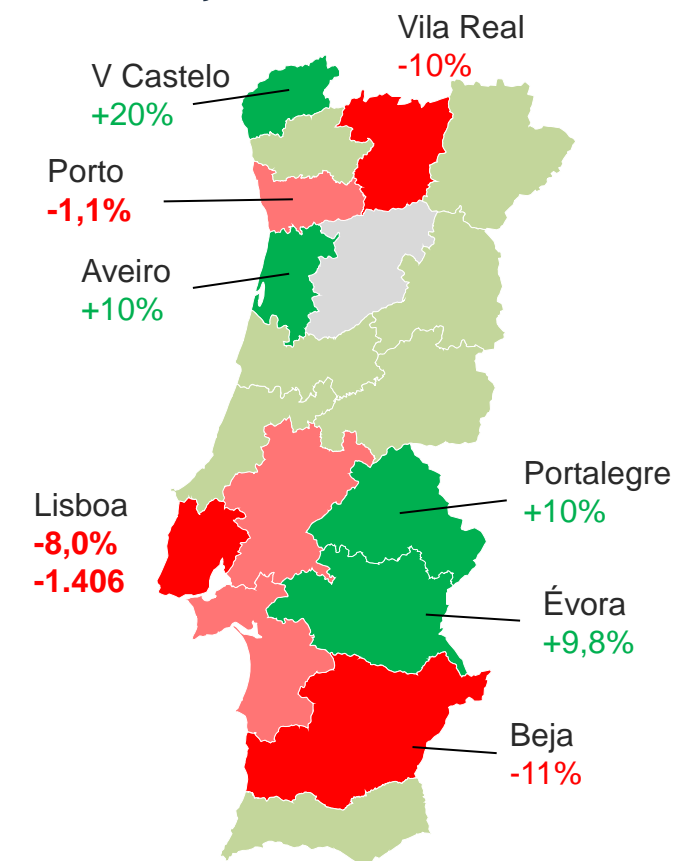 Vila Real
-10%
V Castelo
+20%
Porto
-1,1%
Aveiro
+10%
Portalegre
+10%
Lisboa
-8,0%
-1.406
Évora
+9,8%
Beja
-11%